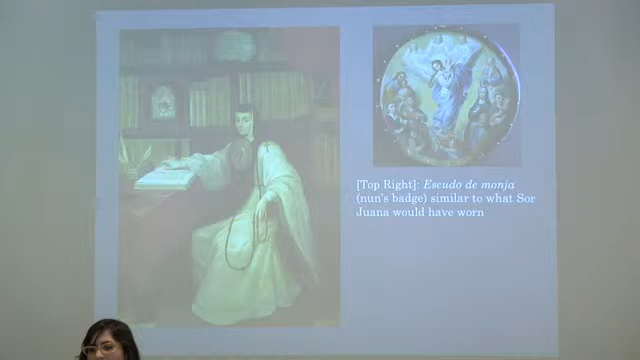 [Top Right]: Escudo de monja
(nun's badge) similar to what Sor
Juana would have worn